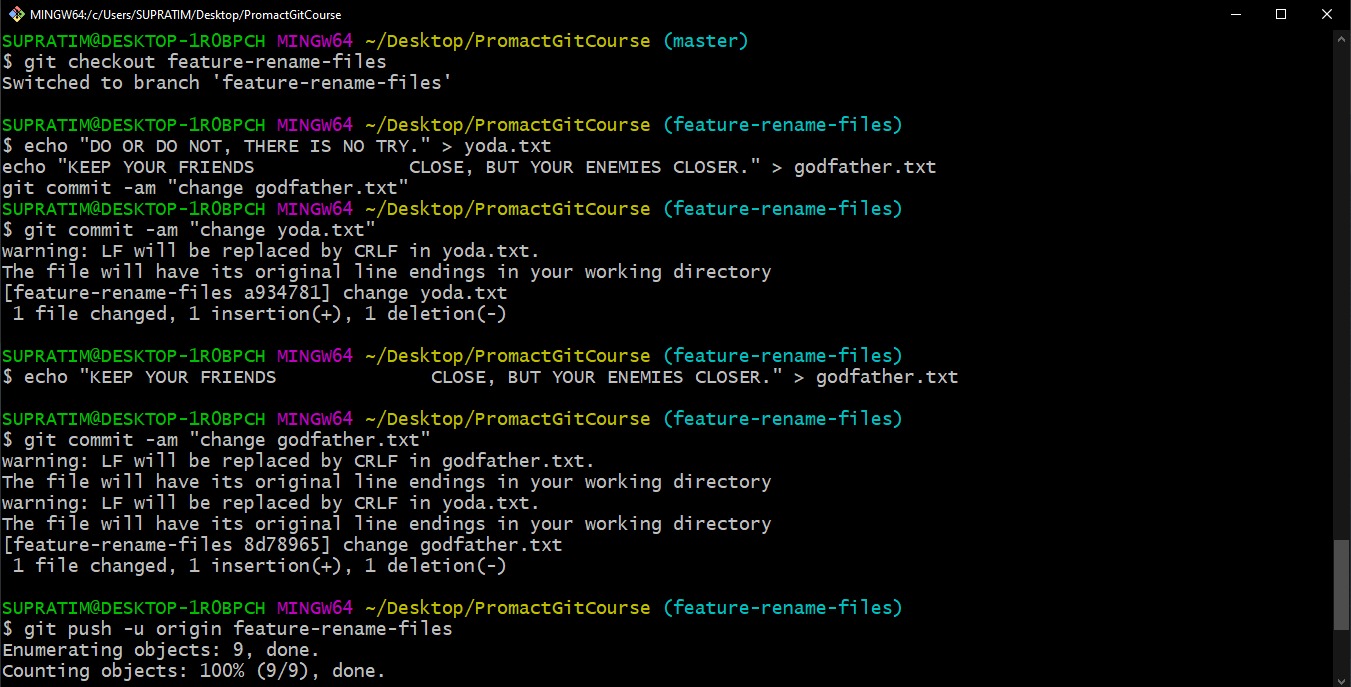 MINGW64:/c/Users/SUPRATIM/Desktop/PromactGitCourse
SUPRATIM@DESKTOP-1R0BPCH MINGW64 ~/Desktop/PromactGitCourse (master)
$ git checkout feature-rename-files
Switched to branch 'feature-rename-files'
SUPRATIM@DESKTOP-1R0BPCH MINGW64 ~/Desktop/PromactGitCourse (feature-rename-files)
$ echo "DO OR DO NOT, THERE IS NO TRY." > yoda.txt
echo "KEEP YOUR FRIENDS              CLOSE, BUT YOUR ENEMIES CLOSER." > godfather.txt
git commit -am "change godfather.txt"
SUPRATIM@DESKTOP-1R0BPCH MINGW64 ~/Desktop/PromactGitCourse (feature-rename-files)
$ git commit -am "change yoda.txt"
warning: LF will be replaced by CRLF in yoda.txt.
The file will have its original line endings in your working directory
[feature-rename-files a934781] change yoda.txt
 1 file changed, 1 insertion(+), 1 deletion(-)
SUPRATIM@DESKTOP-1R0BPCH MINGW64 ~/Desktop/PromactGitCourse (feature-rename-files)
$ echo "KEEP YOUR FRIENDS              CLOSE, BUT YOUR ENEMIES CLOSER." > godfather.txt
SUPRATIM@DESKTOP-1R0BPCH MINGW64 ~/Desktop/PromactGitCourse (feature-rename-files)
$ git commit -am "change godfather.txt"
warning: LF will be replaced by CRLF in godfather.txt.
The file will have its original line endings in your working directory
warning: LF will be replaced by CRLF in yoda.txt.
The file will have its original line endings in your working directory
[feature-rename-files 8d78965] change godfather.txt
 1 file changed, 1 insertion(+), 1 deletion(-)
SUPRATIM@DESKTOP-1R0BPCH MINGW64 ~/Desktop/PromactGitCourse (feature-rename-files)
$ git push -u origin feature-rename-files
Enumerating objects: 9, done.
Counting objects: 100% (9/9), done.